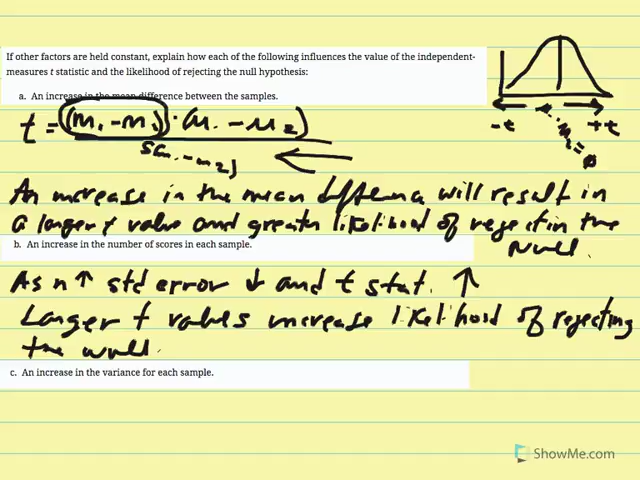 If other factors are held constant, explain how each of the following influences the value of the independent-
measures t statistic and the likelihood of rejecting the null hypothesis:
a. An increase in the mean difference between the samples.
t = (m₁ - m₂) · (μ₁ - μ₂)
s(m₁ - m₂)
-t
+t
An increase in the mean difference will result in
a larger t value and greater likelihood of reject in the
null.
b. An increase in the number of scores in each sample.
As n ↑ std error ↓ and t stat. ↑
Larger t values increase likelihood of rejecting
the null.
c. An increase in the variance for each sample.
ShowMe.com